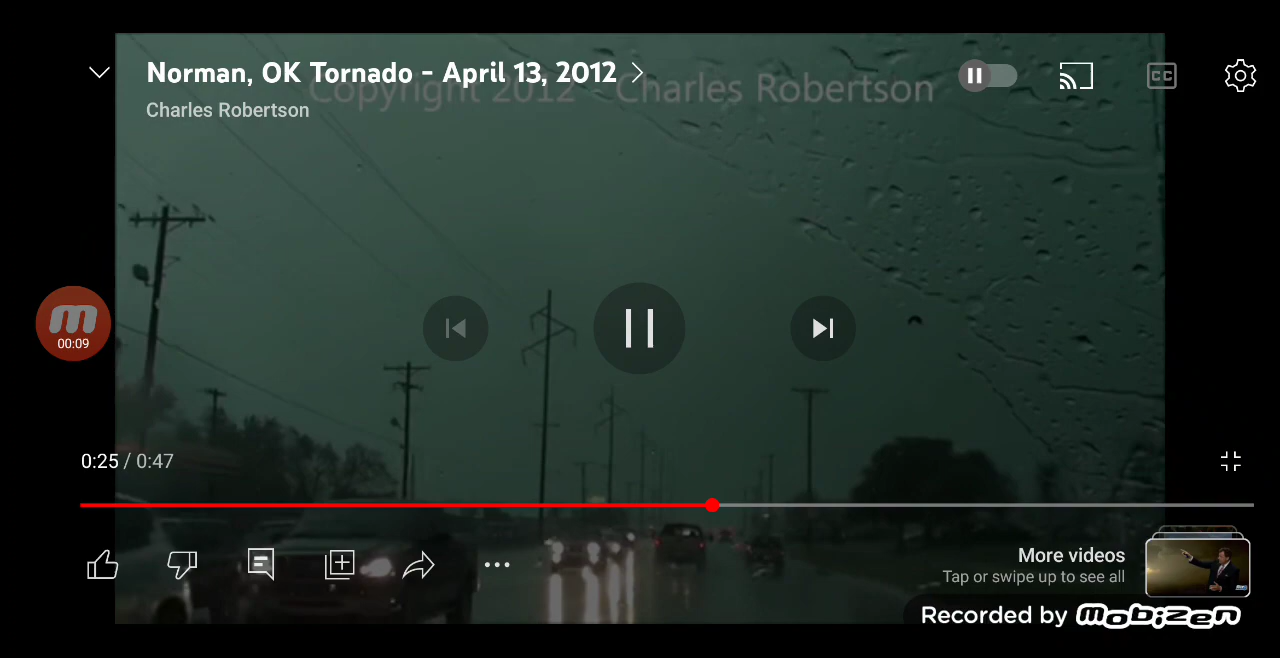 Norman, OK Tornado - April 13, 2012
Copyright 2012 - Charles Robertson
Charles Robertson
CC
m
00:09
0:25 / 0:47
More videos
Tap or swipe up to see all
Recorded by mobizen